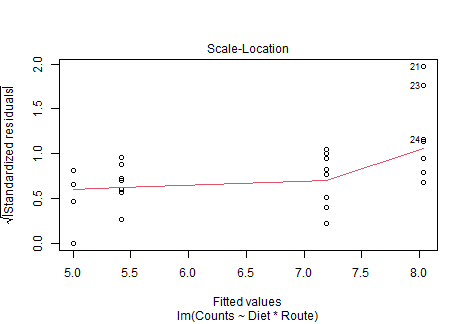 Scale-Location
√|Standardized residuals|
2.0
1.5
1.0
0.5
0.0
21
23
24
5.0 5.5 6.0 6.5 7.0 7.5 8.0
Fitted values
lm(Counts ~ Diet * Route)